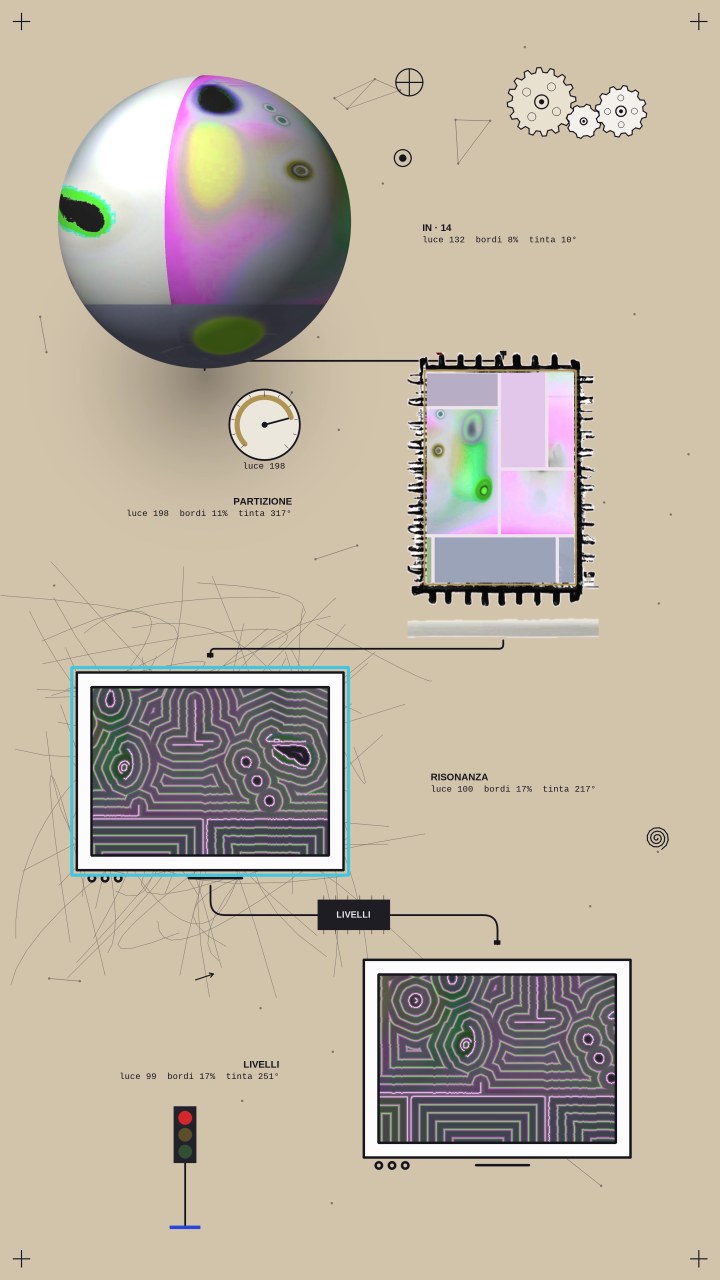 IN · 14
luce 132  bordi 8%  tinta 10°
luce 198
PARTIZIONE
luce 198  bordi 11%  tinta 317°
RISONANZA
luce 100  bordi 17%  tinta 217°
LIVELLI
LIVELLI
luce 99  bordi 17%  tinta 251°